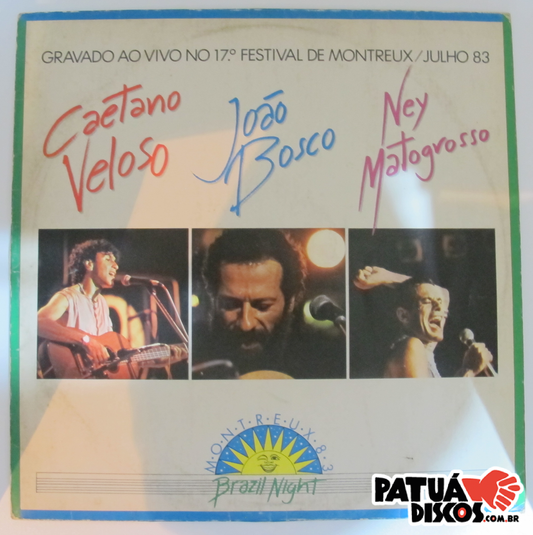 GRAVADO AO VIVO NO 17.º FESTIVAL DE MONTREUX/JULHO 83
Caetano
Veloso
João
Bosco
Ney
Matogrosso
MONTREUX·83
Brazil Night
PATUÁ
DISCOS.COM.BR